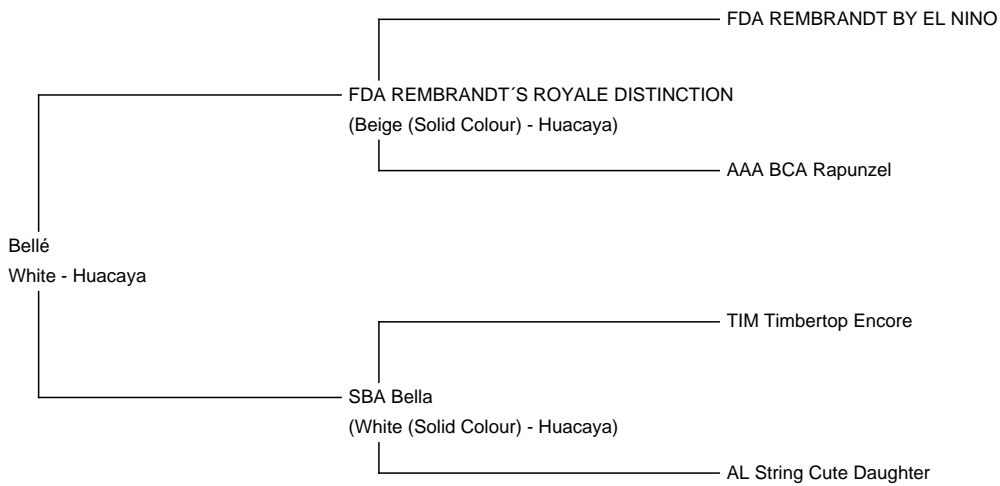 FDA REMBRANDT BY EL NINO
FDA REMBRANDT´S ROYALE DISTINCTION
(Beige (Solid Colour) - Huacaya)
AAA BCA Rapunzel
Bellé
White - Huacaya
TIM Timbertop Encore
SBA Bella
(White (Solid Colour) - Huacaya)
AL String Cute Daughter